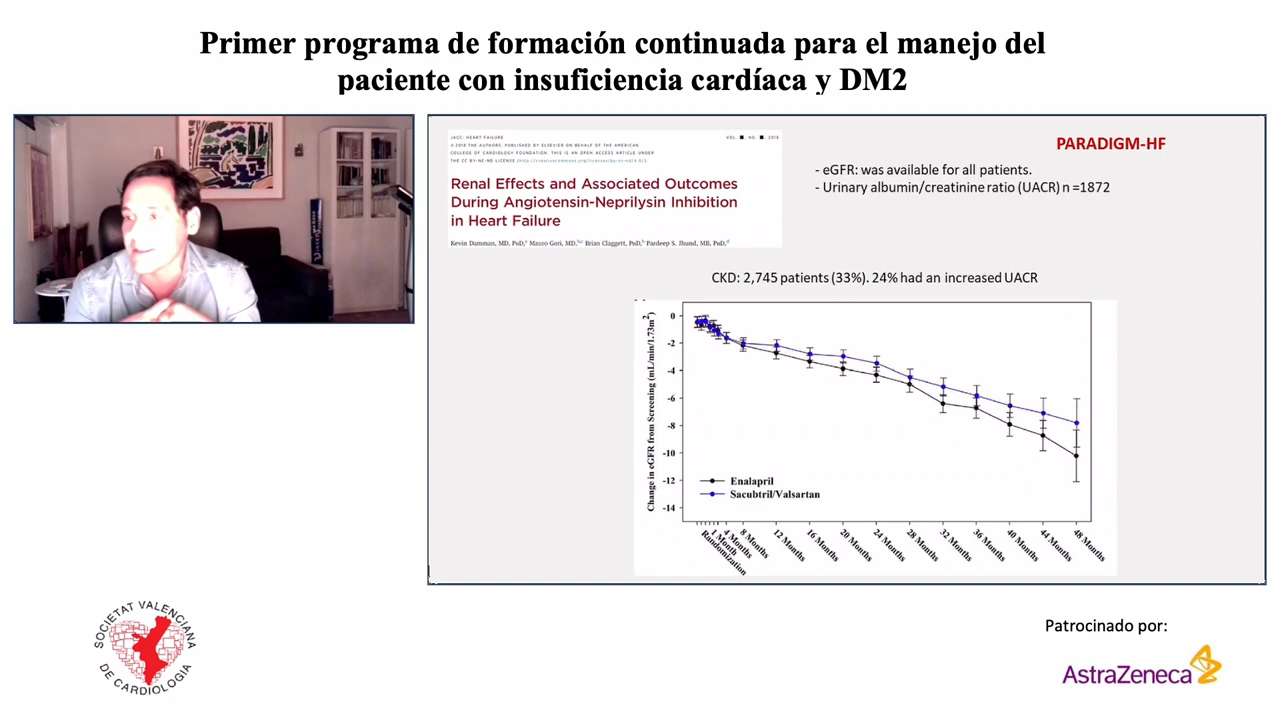 Primer programa de formación continuada para el manejo del
paciente con insuficiencia cardíaca y DM2
JACC: HEART FAILURE
VOL. ■, NO. ■, 2018
© 2018 THE AUTHORS. PUBLISHED BY ELSEVIER ON BEHALF OF THE AMERICAN
COLLEGE OF CARDIOLOGY FOUNDATION. THIS IS AN OPEN ACCESS ARTICLE UNDER
THE CC BY-NC-ND LICENSE (http://creativecommons.org/licenses/by-nc-nd/4.0/).
Renal Effects and Associated Outcomes
During Angiotensin-Neprilysin Inhibition
in Heart Failure
Kevin Damman, MD, PhD,ᵃ Mauro Gori, MD,ᵇ,ᶜ Brian Claggett, PhD,ᵇ Pardeep S. Jhund, MB, PhD,ᵈ
PARADIGM-HF
- eGFR: was available for all patients.
- Urinary albumin/creatinine ratio (UACR) n =1872
CKD: 2,745 patients (33%). 24% had an increased UACR
Change in eGFR from Screening (mL/min/1.73m²)
0
-2
-4
-6
-8
-10
-12
-14
Enalapril
Sacubtril/Valsartan
Randomization
1 Month
4 Months
8 Months
12 Months
16 Months
20 Months
24 Months
28 Months
32 Months
36 Months
40 Months
44 Months
48 Months
SOCIETAT VALENCIANA
DE CARDIOLOGIA
Patrocinado por:
AstraZeneca